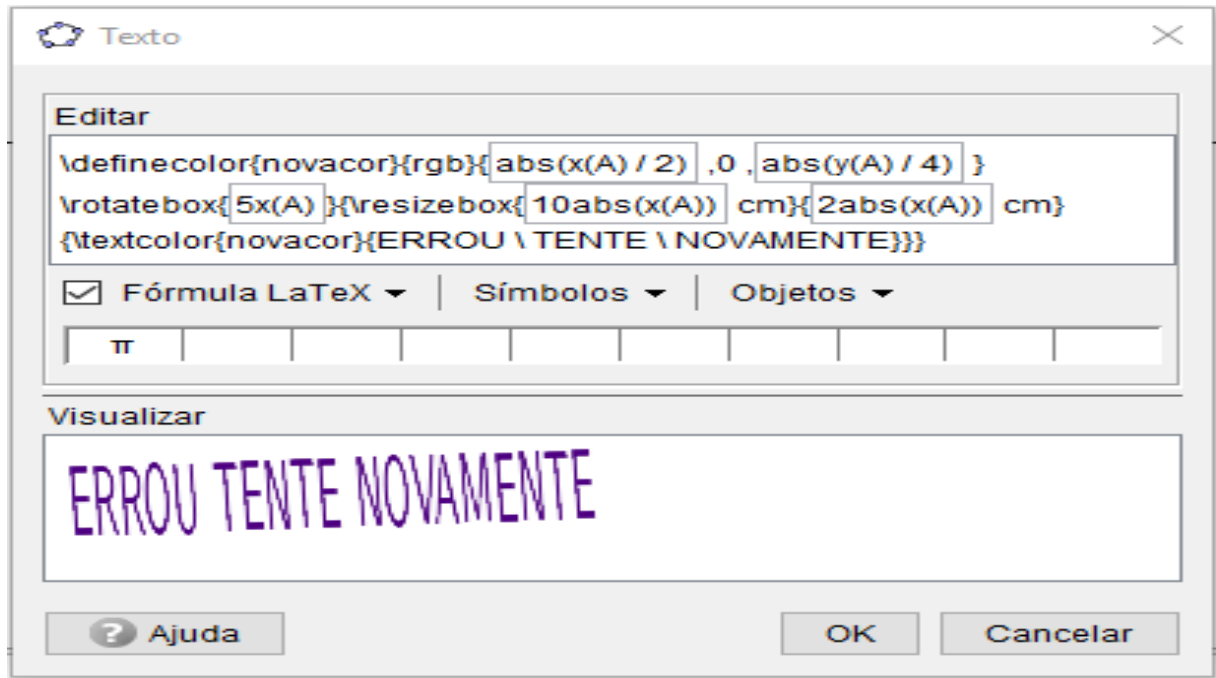 Texto
Editar
\definecolor{novacor}{rgb}{ abs(x(A) / 2) ,0 , abs(y(A) / 4) }
\rotatebox{ 5x(A) }{\resizebox{ 10abs(x(A)) cm}{ 2abs(x(A)) cm}
{\textcolor{novacor}{ERROU \ TENTE \ NOVAMENTE}}}
Fórmula LaTeX Símbolos Objetos
π
Visualizar
ERROU TENTE NOVAMENTE
? Ajuda OK Cancelar